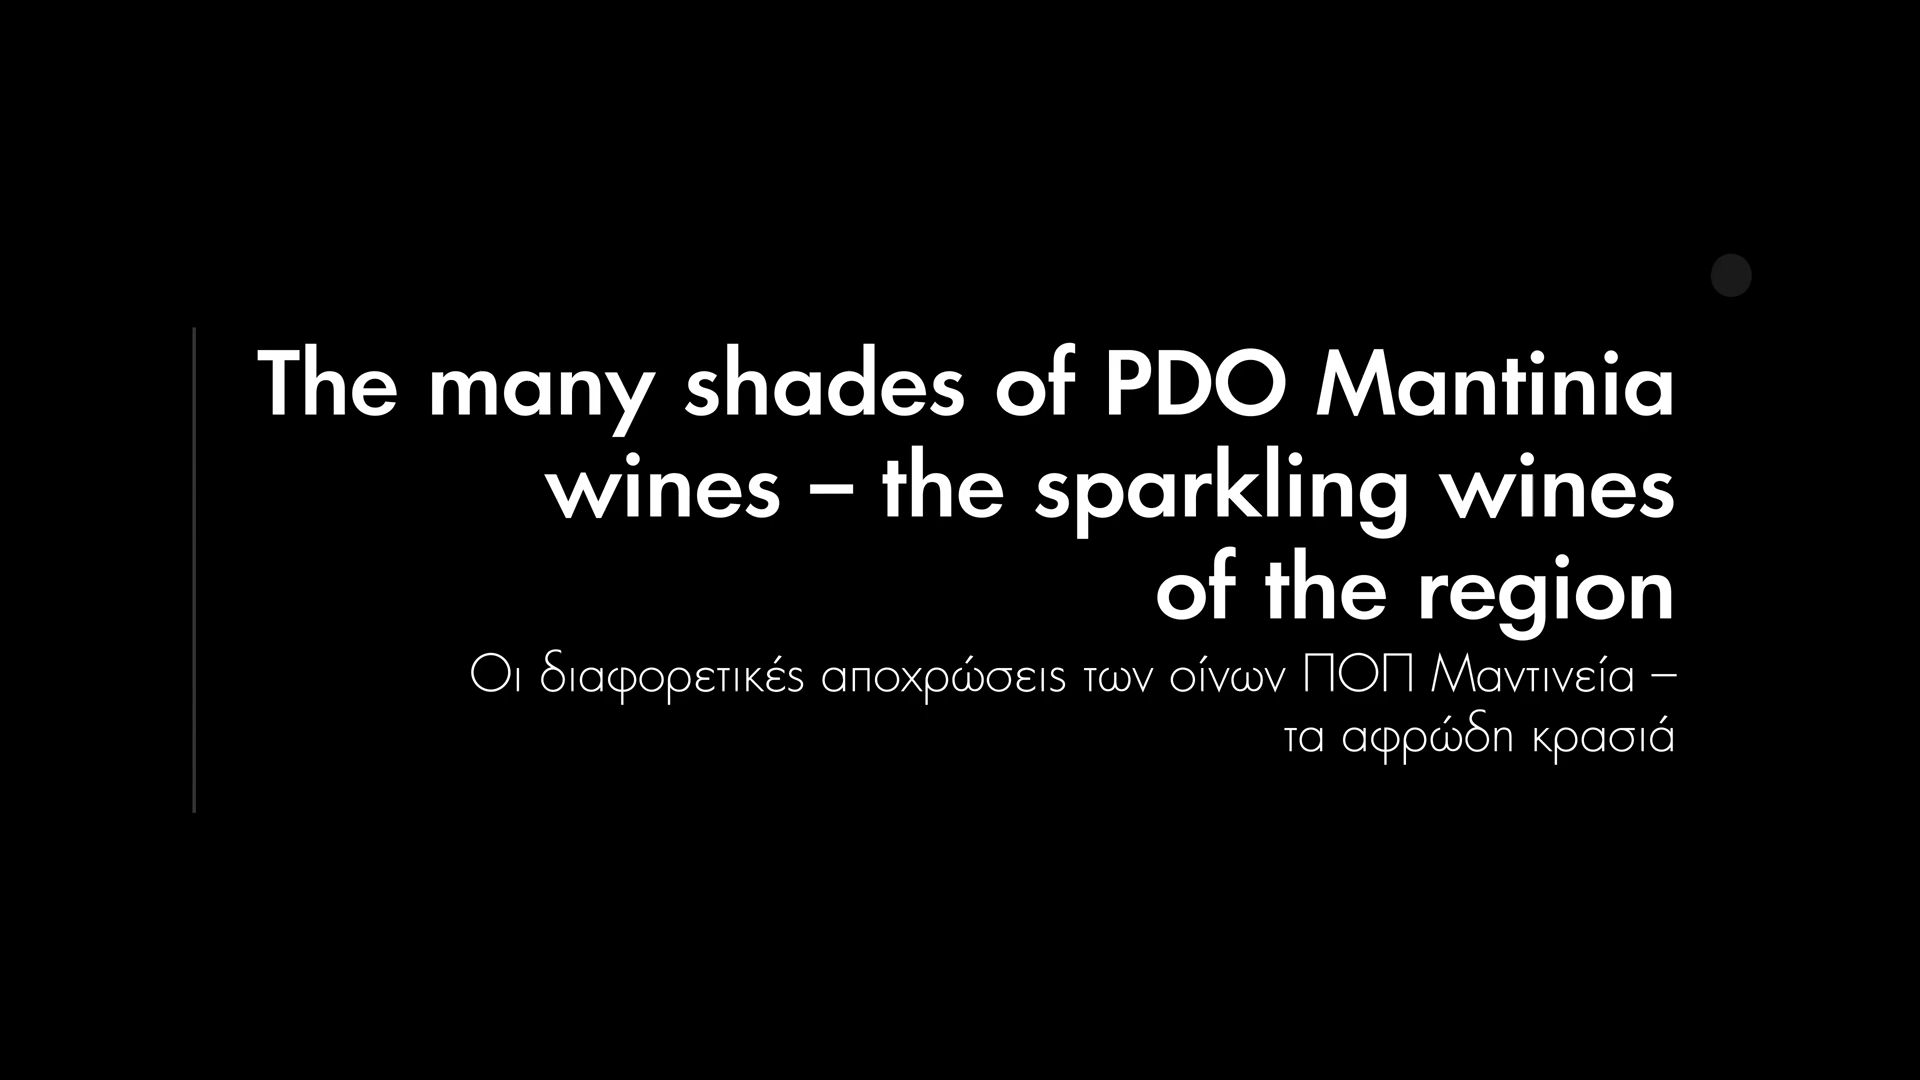 The many shades of PDO Mantinia
wines – the sparkling wines
of the region
Οι διαφορετικές αποχρώσεις των οίνων ΠΟΠ Μαντινεία –
τα αφρώδη κρασιά